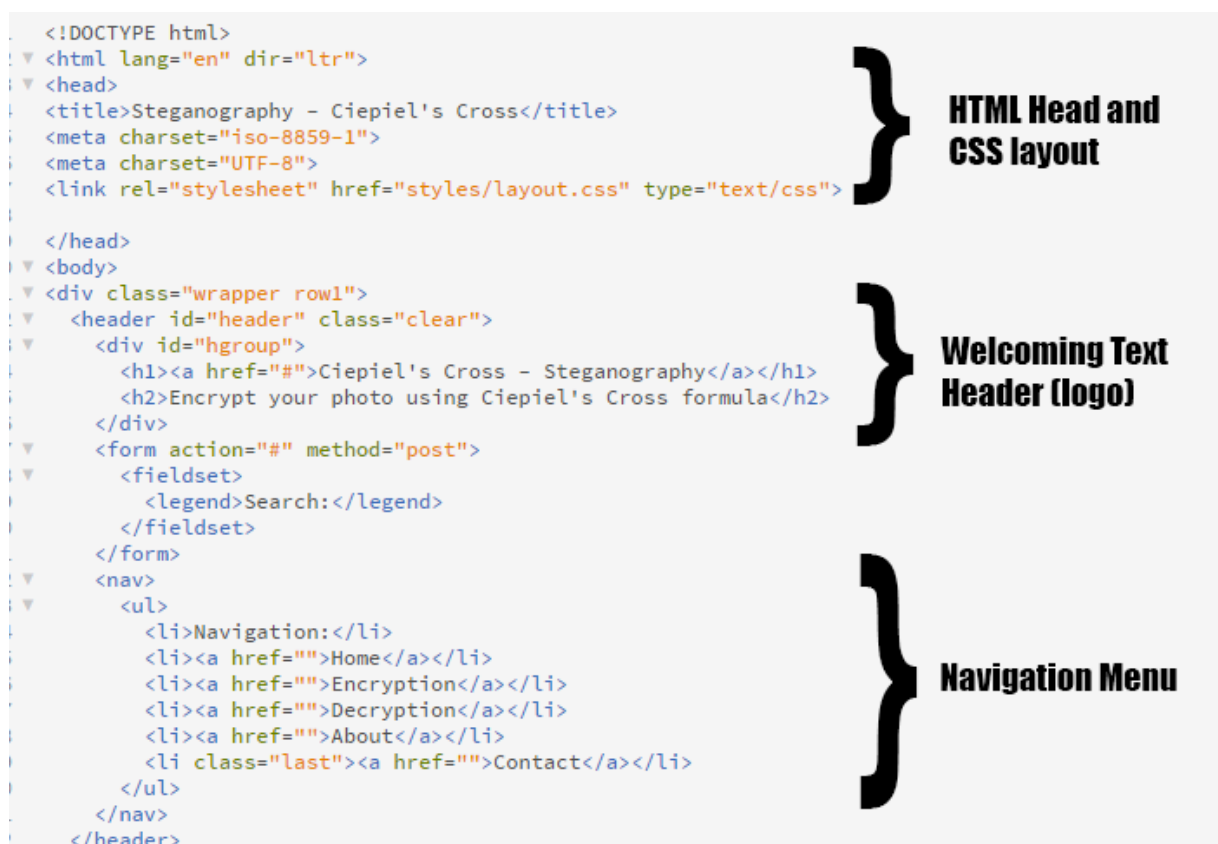 <!DOCTYPE html>
<html lang="en" dir="ltr">
<head>
<title>Steganography – Ciepiel's Cross</title>
<meta charset="iso-8859-1">
<meta charset="UTF-8">
<link rel="stylesheet" href="styles/layout.css" type="text/css">
HTML Head and
CSS layout
</head>
<body>
<div class="wrapper row1">
<header id="header" class="clear">
<div id="hgroup">
<h1><a href="#">Ciepiel's Cross – Steganography</a></h1>
<h2>Encrypt your photo using Ciepiel's Cross formula</h2>
</div>
Welcoming Text
Header (logo)
<form action="#" method="post">
<fieldset>
<legend>Search:</legend>
</fieldset>
</form>
<nav>
<ul>
<li>Navigation:</li>
<li><a href="">Home</a></li>
<li><a href="">Encryption</a></li>
<li><a href="">Decryption</a></li>
<li><a href="">About</a></li>
<li class="last"><a href="">Contact</a></li>
</ul>
</nav>
Navigation Menu
</header>